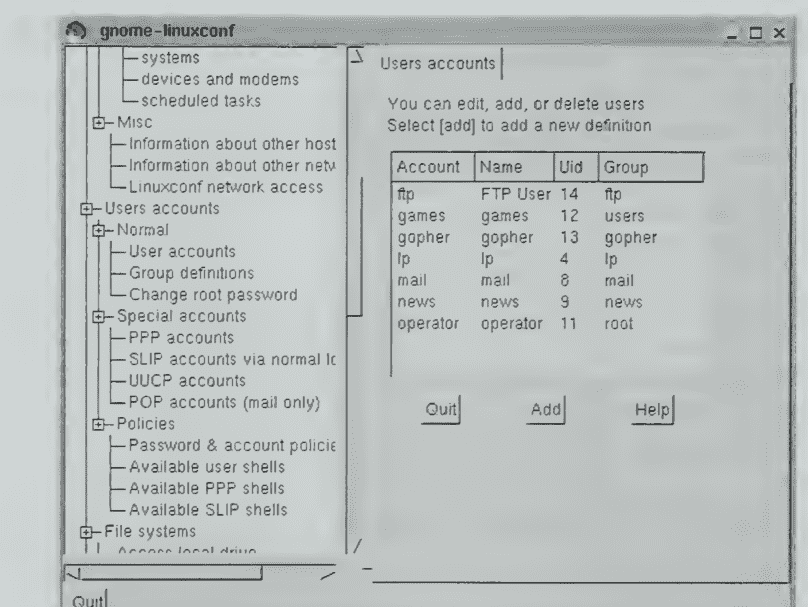 gnome-linuxconf
systems
devices and modems
scheduled tasks
Misc
Information about other host
Information about other netw
Linuxconf network access
Users accounts
Normal
User accounts
Group definitions
Change root password
Special accounts
PPP accounts
SLIP accounts via normal lo
UUCP accounts
POP accounts (mail only)
Policies
Password & account policie
Available user shells
Available PPP shells
Available SLIP shells
File systems
Access local drive
Quit
Users accounts
You can edit, add, or delete users
Select [add] to add a new definition
Account Name Uid Group
ftp FTP User 14 ftp
games games 12 users
gopher gopher 13 gopher
lp lp 4 lp
mail mail 8 mail
news news 9 news
operator operator 11 root
Quit Add Help